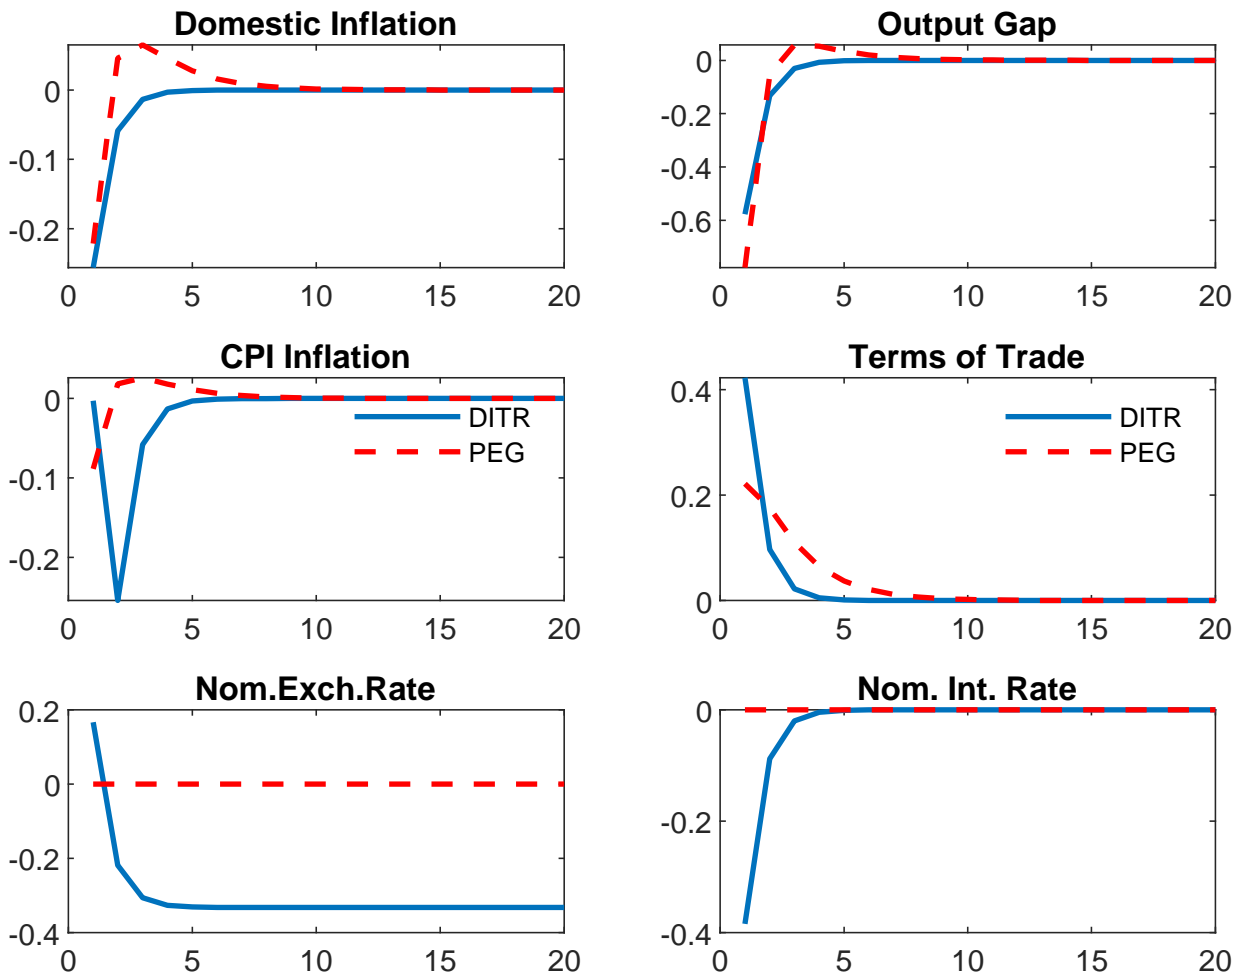 Domestic Inflation
0
-0.1
-0.2
0 5 10 15 20
Output Gap
0
-0.2
-0.4
-0.6
0 5 10 15 20
CPI Inflation
0
-0.1
-0.2
DITR
PEG
0 5 10 15 20
Terms of Trade
0.4
0.2
0
DITR
PEG
0 5 10 15 20
Nom.Exch.Rate
0.2
0
-0.2
-0.4
0 5 10 15 20
Nom. Int. Rate
0
-0.2
-0.4
0 5 10 15 20